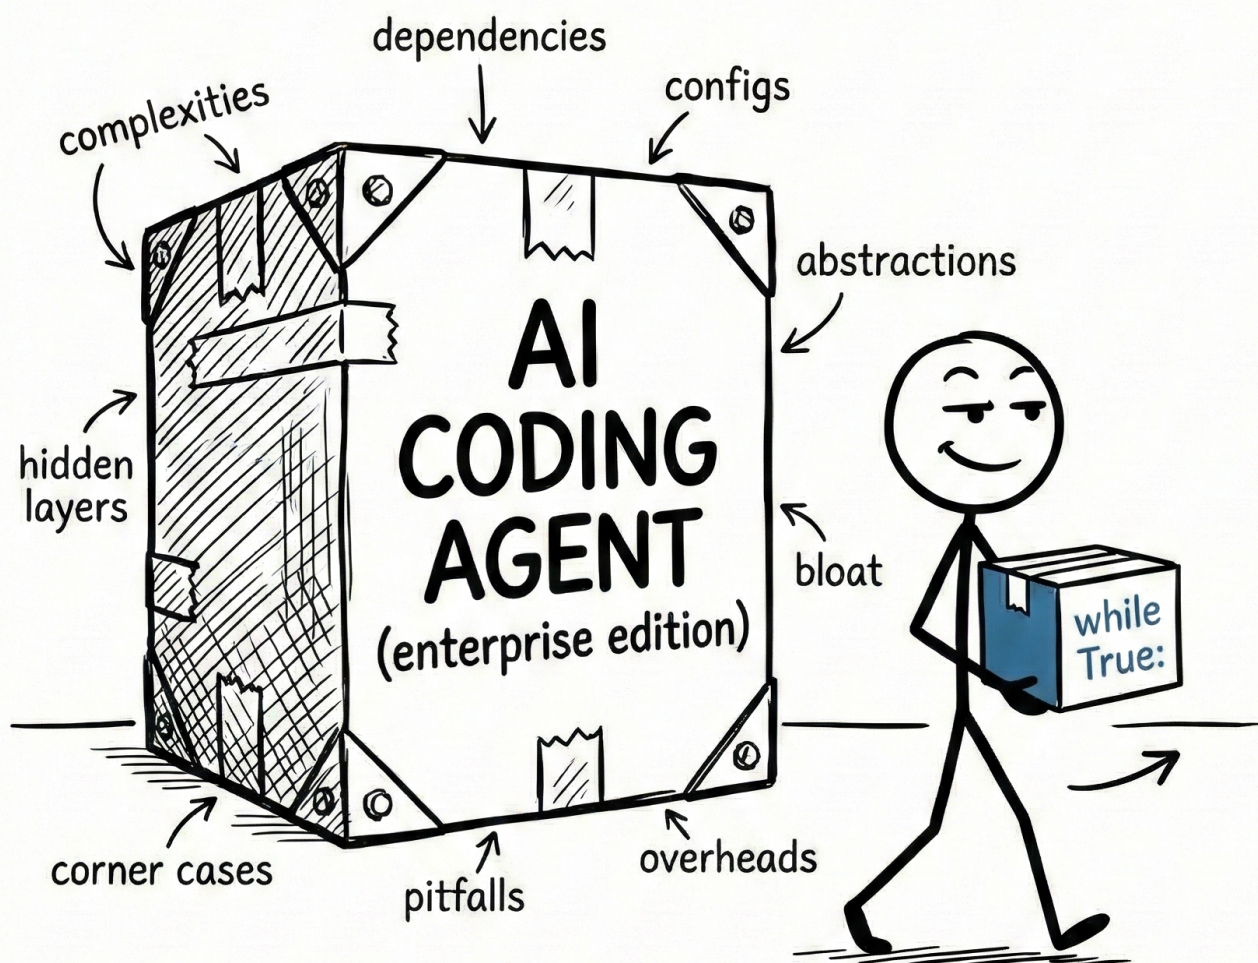 dependencies
configs
complexities
abstractions
AI
CODING
AGENT
(enterprise edition)
hidden
layers
bloat
while
True:
corner cases
pitfalls
overheads